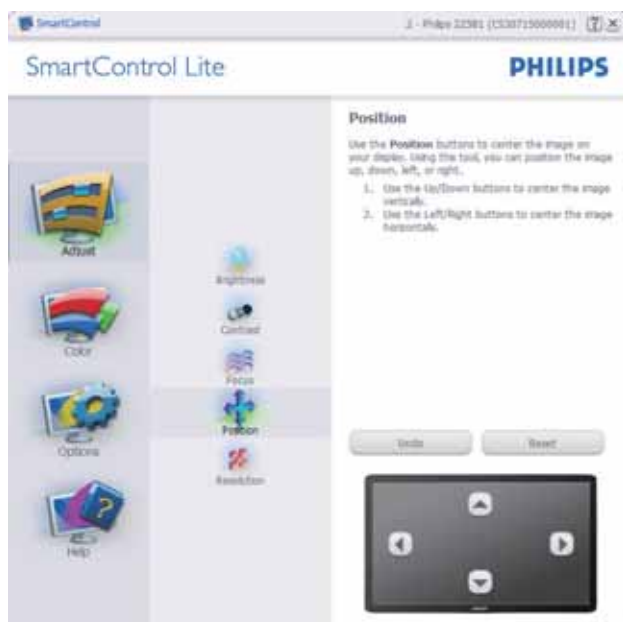 SmartControl
2 - Philips
SmartControl Lite
PHILIPS
Adjust
Color
Options
Help
Brightness
Contrast
Focus
Position
Resolution
Position
Use the Position buttons to center the image on
your display. Using the tool, you can position the image
up, down, left, or right.
1. Use the Up/Down buttons to center the image
vertically.
2. Use the Left/Right buttons to center the image
horizontally.
Undo
Reset